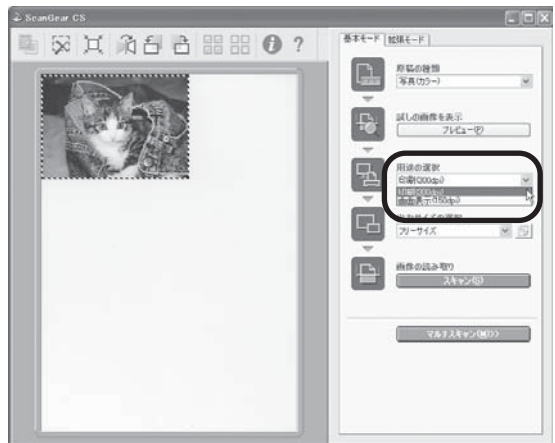 ScanGear CS
基本モード 拡張モード
原稿の種類
写真(カラー)
試しの画像を表示
プレビュー(P)
用途の選択
印刷(300dpi)
印刷(300dpi)
画面表示(150dpi)
フリーサイズ
画像の読み取り
スキャン(S)
マルチスキャン(M)>>